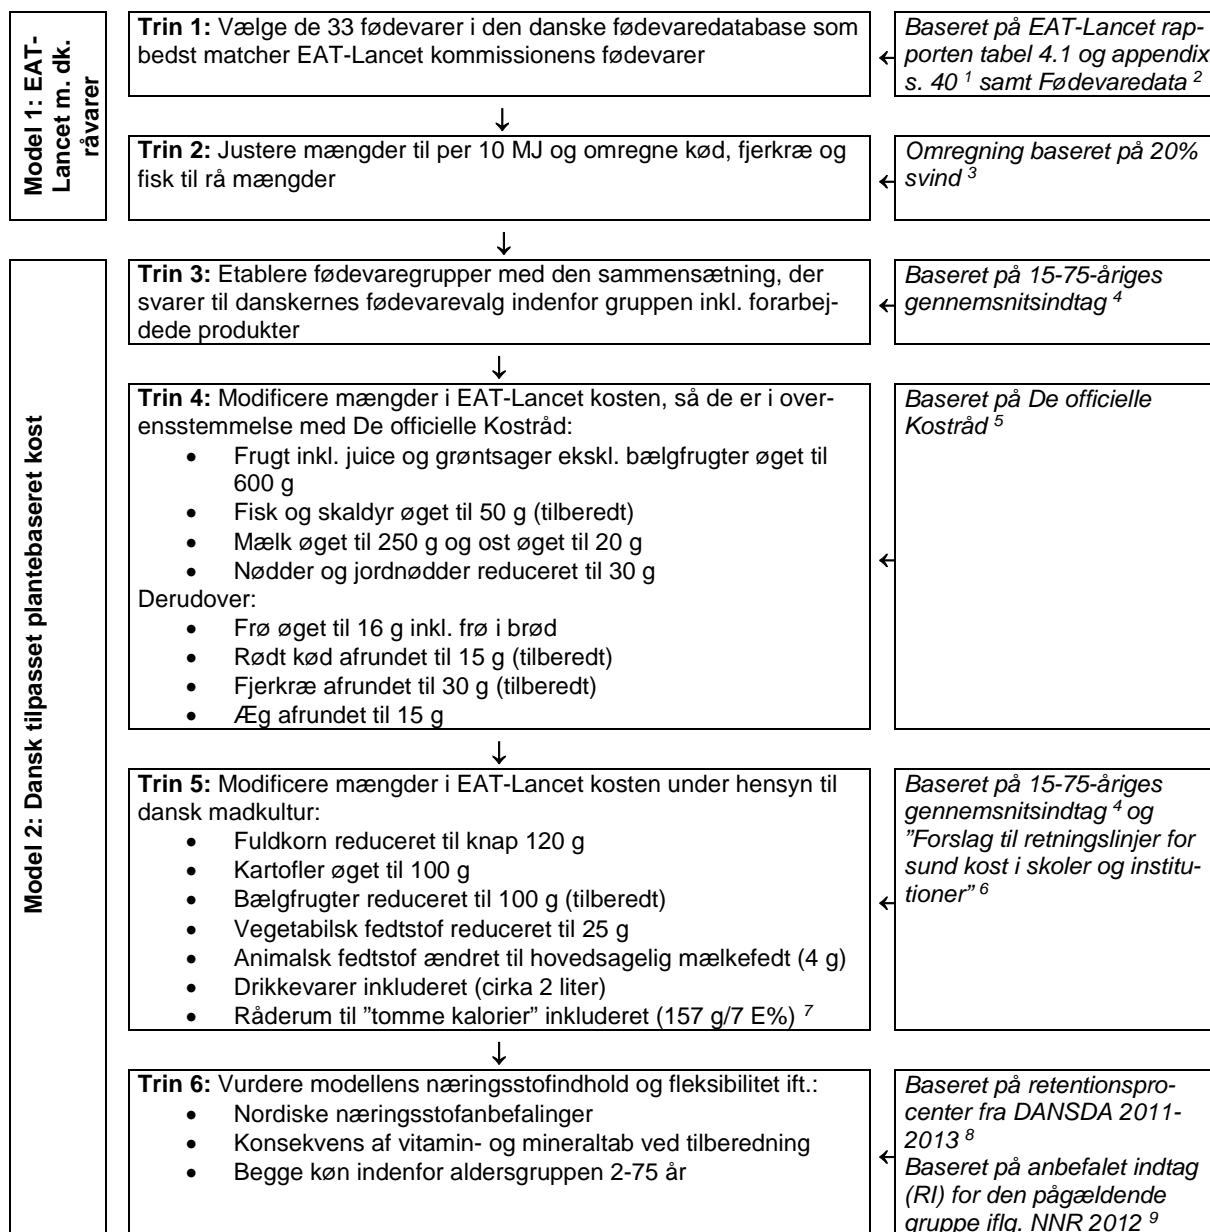 Model 1: EAT-
Lancet m. dk.
råvarer
Trin 1: Vælge de 33 fødevarer i den danske fødevaredatabase som
bedst matcher EAT-Lancet kommissionens fødevarer
Baseret på EAT-Lancet rap-
porten tabel 4.1 og appendix
s. 40 1 samt Fødevaredata 2
Trin 2: Justere mængder til per 10 MJ og omregne kød, fjerkræ og
fisk til rå mængder
Omregning baseret på 20%
svind 3
Model 2: Dansk tilpasset plantebaseret kost
Trin 3: Etablere fødevaregrupper med den sammensætning, der
svarer til danskernes fødevarevalg indenfor gruppen inkl. forarbej-
dede produkter
Baseret på 15-75-åriges
gennemsnitsindtag 4
Trin 4: Modificere mængder i EAT-Lancet kosten, så de er i over-
ensstemmelse med De officielle Kostråd:
• Frugt inkl. juice og grøntsager ekskl. bælgfrugter øget til
600 g
• Fisk og skaldyr øget til 50 g (tilberedt)
• Mælk øget til 250 g og ost øget til 20 g
• Nødder og jordnødder reduceret til 30 g
Derudover:
• Frø øget til 16 g inkl. frø i brød
• Rødt kød afrundet til 15 g (tilberedt)
• Fjerkræ afrundet til 30 g (tilberedt)
• Æg afrundet til 15 g
Baseret på De officielle
Kostråd 5
Trin 5: Modificere mængder i EAT-Lancet kosten under hensyn til
dansk madkultur:
• Fuldkorn reduceret til knap 120 g
• Kartofler øget til 100 g
• Bælgfrugter reduceret til 100 g (tilberedt)
• Vegetabilsk fedtstof reduceret til 25 g
• Animalsk fedtstof ændret til hovedsagelig mælkefedt (4 g)
• Drikkevarer inkluderet (cirka 2 liter)
• Råderum til ”tomme kalorier” inkluderet (157 g/7 E%) 7
Baseret på 15-75-åriges
gennemsnitsindtag 4 og
”Forslag til retningslinjer for
sund kost i skoler og institu-
tioner” 6
Trin 6: Vurdere modellens næringsstofindhold og fleksibilitet ift.:
• Nordiske næringsstofanbefalinger
• Konsekvens af vitamin- og mineraltab ved tilberedning
• Begge køn indenfor aldersgruppen 2-75 år
Baseret på retentionspro-
center fra DANSDA 2011-
2013 8
Baseret på anbefalet indtag
(RI) for den pågældende
gruppe iflg. NNR 2012 9